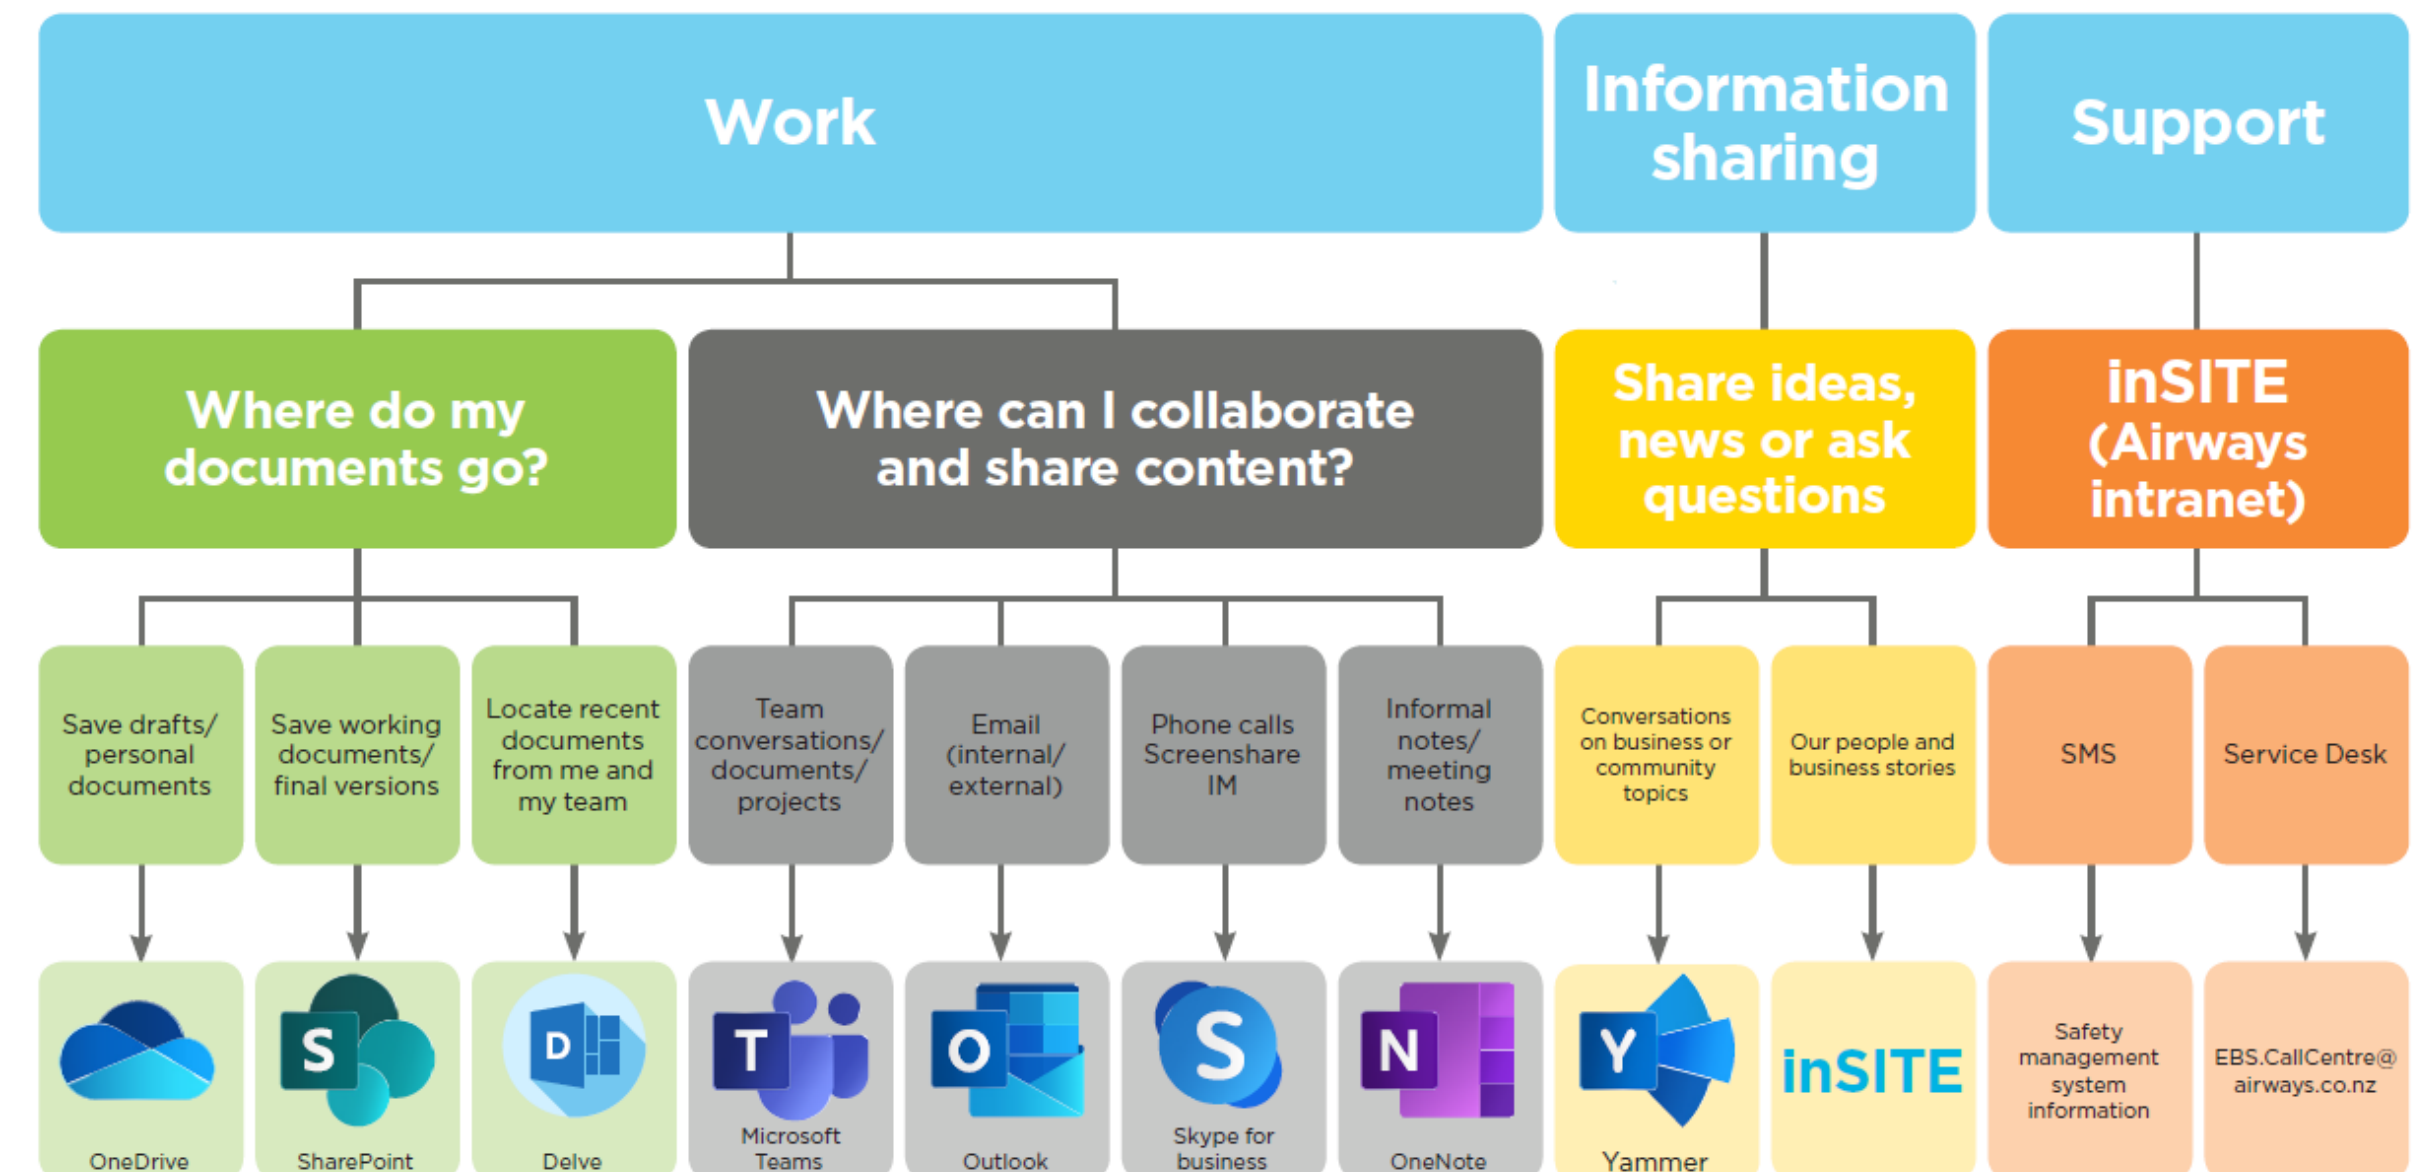 Work
Information
sharing
Support
Where do my
documents go?
Where can I collaborate
and share content?
Share ideas,
news or ask
questions
inSITE
(Airways
intranet)
Save drafts/
personal
documents
Save working
documents/
final versions
Locate recent
documents
from me and
my team
Team
conversations/
documents/
projects
Email
(internal/
external)
Phone calls
Screenshare
IM
Informal
notes/
meeting
notes
Conversations
on business or
community
topics
Our people and
business stories
SMS
Service Desk
OneDrive
S
SharePoint
D
Delve
T
Microsoft
Teams
O
Outlook
S
Skype for
business
N
OneNote
Y
Yammer
inSITE
Safety
management
system
information
EBS.CallCentre@
airways.co.nz